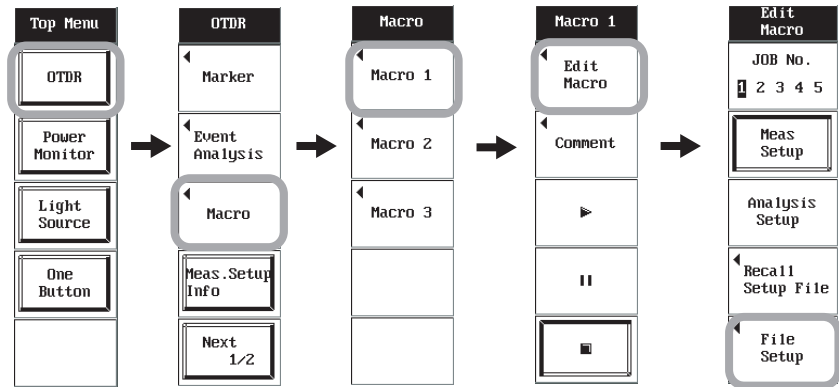 Top Menu
OTDR
Power
Monitor
Light
Source
One
Button
OTDR
Marker
Event
Analysis
Macro
Meas.Setup
Info
Next
1/2
Macro
Macro 1
Macro 2
Macro 3
Macro 1
Edit
Macro
Comment
Edit
Macro
JOB No.
1 2 3 4 5
Meas
Setup
Analysis
Setup
Recall
Setup File
File
Setup